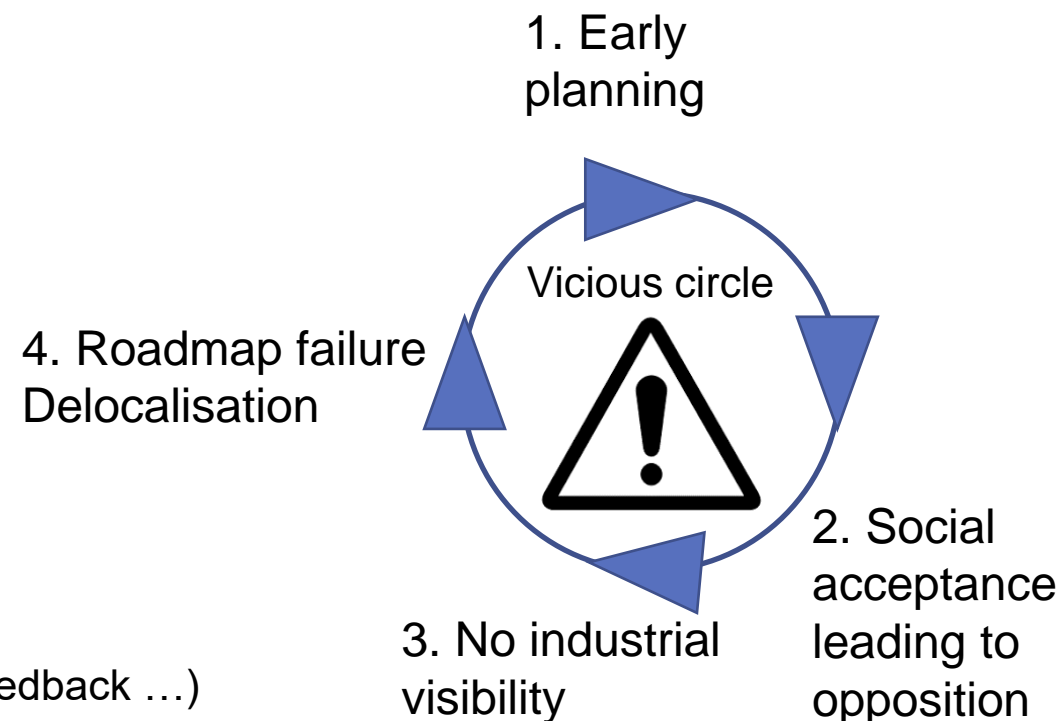 1. Early
planning
Vicious circle
4. Roadmap failure
Delocalisation
2. Social
acceptance
leading to
opposition
3. No industrial
visibility
edback …)